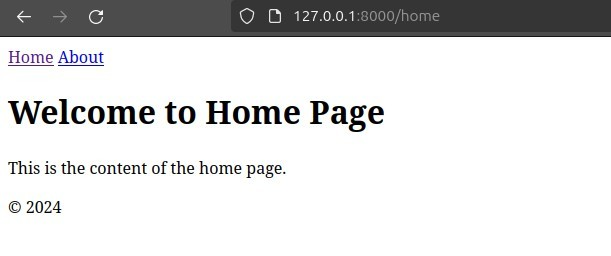 127.0.0.1:8000/home
Home About
Welcome to Home Page
This is the content of the home page.
© 2024